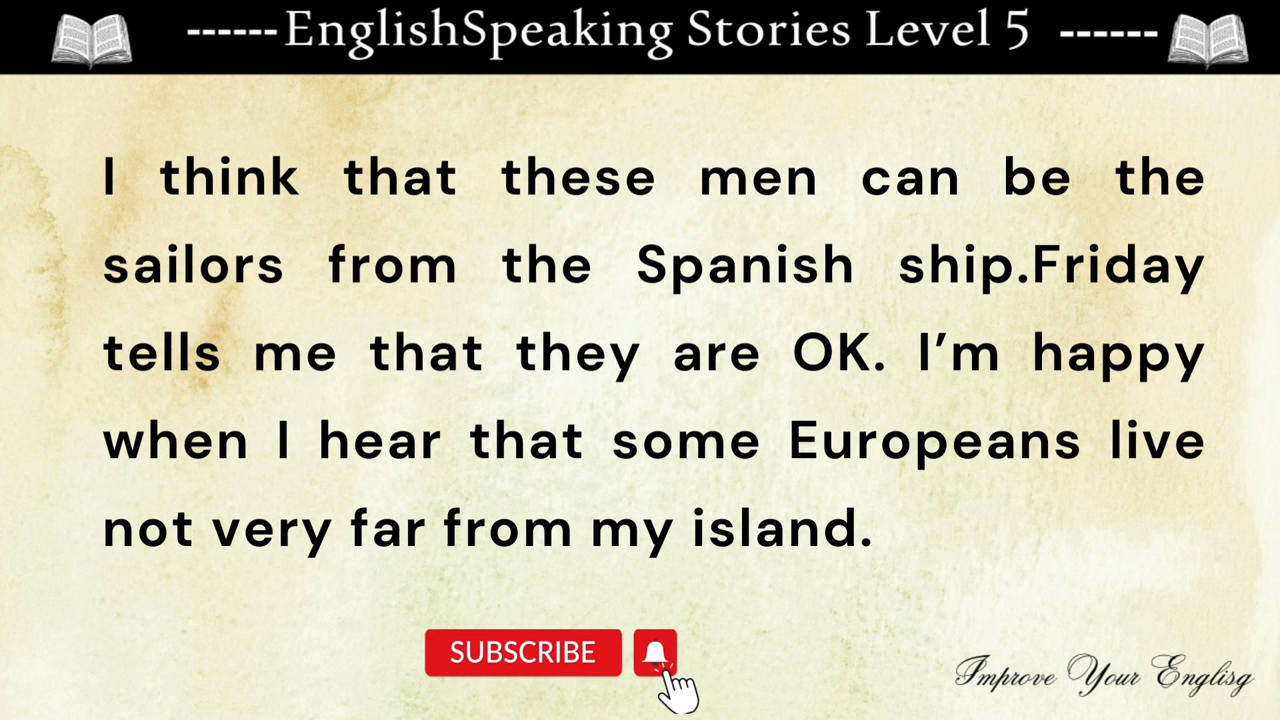 ------EnglishSpeaking Stories Level 5 ------
I think that these men can be the
sailors from the Spanish ship.Friday
tells me that they are OK. I’m happy
when I hear that some Europeans live
not very far from my island.
SUBSCRIBE
Improve Your Englisg